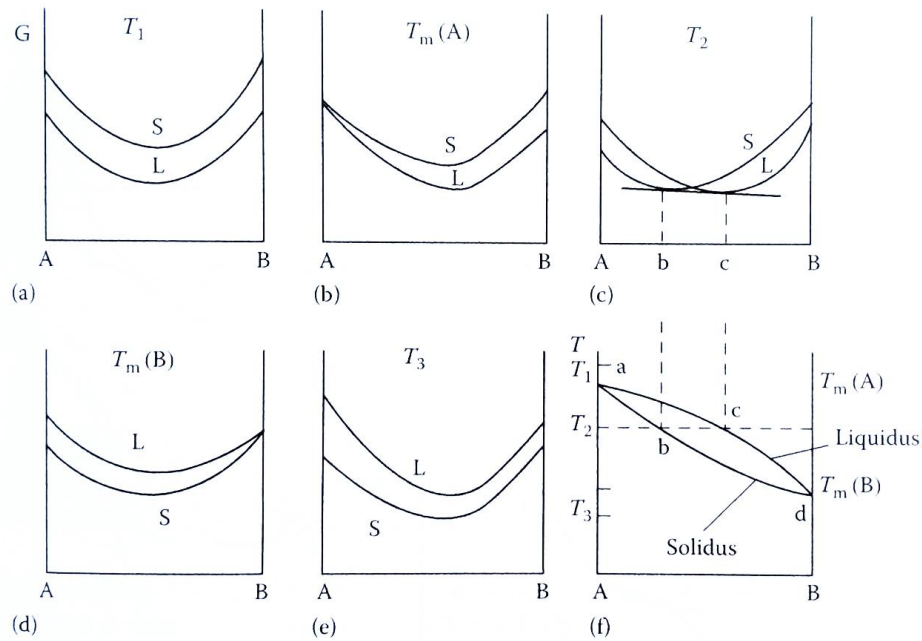 G
T1
S
L
A
B
(a)
Tm (A)
S
L
A
B
(b)
T2
S
L
A
b
c
B
(c)
Tm (B)
L
S
A
B
(d)
T3
L
S
A
B
(e)
T
T1
a
Tm (A)
c
T2
b
Liquidus
Tm (B)
T3
d
Solidus
A
B
(f)